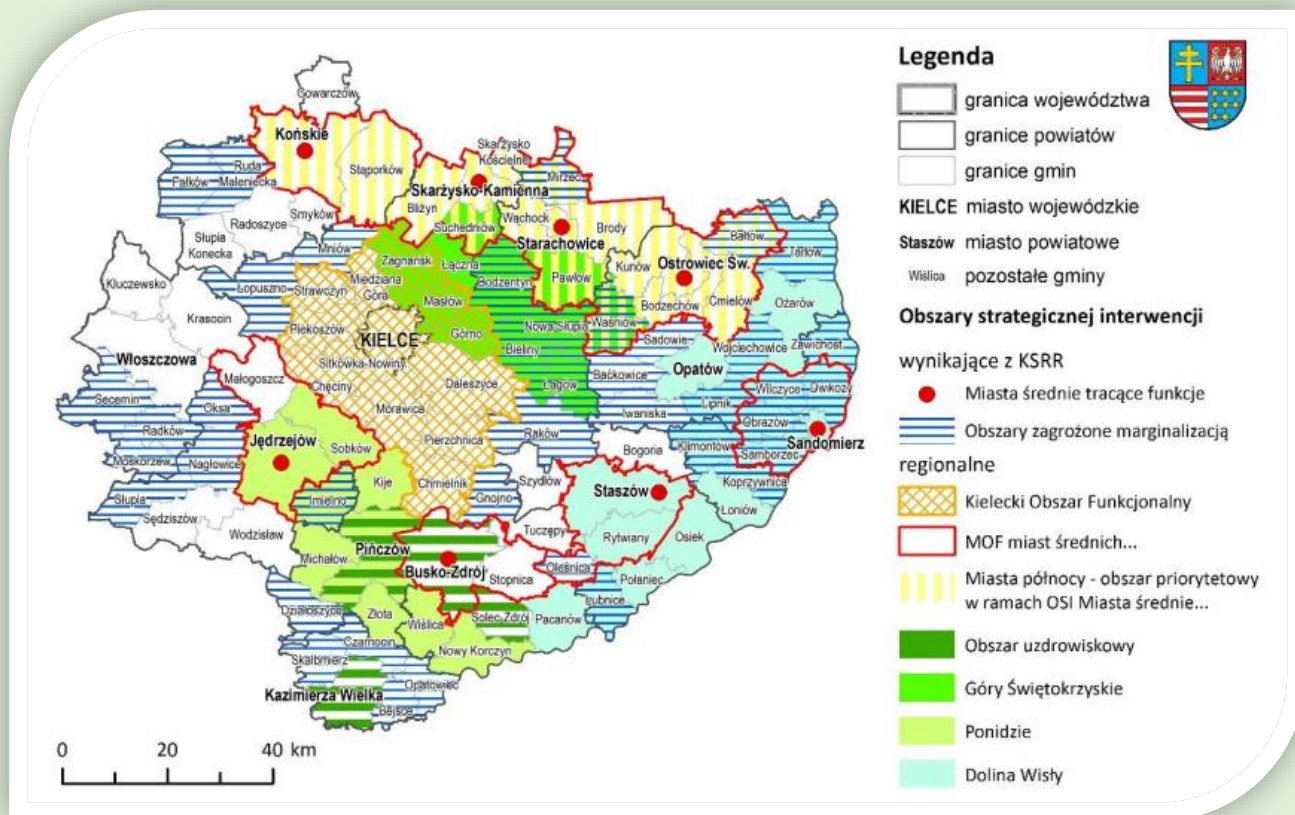 Gowarczów
Końskie
Stąporków
Skarżysko
Kościelne
Mirzec
Ruda
Maleniecka
Fałków
Skarżysko-Kamienna
Bliżyn
Smyków
Radoszyce
Suchedniów
Wąchock
Brody
Starachowice
Słupia
Konecka
Mniów
Zagnańsk
Łączna
Bałtów
Tarłów
Kunów
Ostrowiec Św.
Kluczewsko
Łopuszno
Strawczyn
Miedziana
Góra
Bodzentyn
Pawłów
Masłów
Bodzechów
Ćmielów
Ożarów
Krasocin
Piekoszów
Górno
Nowa Słupia
Waśniów
KIELCE
Sadowie
Wojciechowice
Zawichost
Włoszczowa
Sitkówka-Nowiny
Bieliny
Małogoszcz
Chęciny
Daleszyce
Łagów
Baćkowice
Opatów
Wilczyce
Dwikozy
Secemin
Oksa
Morawica
Iwaniska
Lipnik
Obrazów
Radków
Jędrzejów
Sobków
Pierzchnica
Raków
Bogoria
Klimontów
Sandomierz
Samborzec
Moskorzew
Nagłowice
Kije
Chmielnik
Szydłów
Staszów
Koprzywnica
Słupia
Imielno
Gnojno
Łoniów
Sędziszów
Wodzisław
Tuczępy
Rytwiany
Osiek
Pińczów
Michałów
Busko-Zdrój
Stopnica
Oleśnica
Połaniec
Działoszyce
Złota
Łubnice
Wiślica
Solec Zdrój
Pacanów
Czarnocin
Skalbmierz
Nowy Korczyn
Kazimierza Wielka
Opatowiec
Bejsce
0 20 40 km
Legenda
granica województwa
granice powiatów
granice gmin
KIELCE miasto wojewódzkie
Staszów miasto powiatowe
Wiślica pozostałe gminy
Obszary strategicznej interwencji
wynikające z KSRR
Miasta średnie tracące funkcje
Obszary zagrożone marginalizacją
regionalne
Kielecki Obszar Funkcjonalny
MOF miast średnich...
Miasta północy - obszar priorytetowy
w ramach OSI Miasta średnie...
Obszar uzdrowiskowy
Góry Świętokrzyskie
Ponidzie
Dolina Wisły